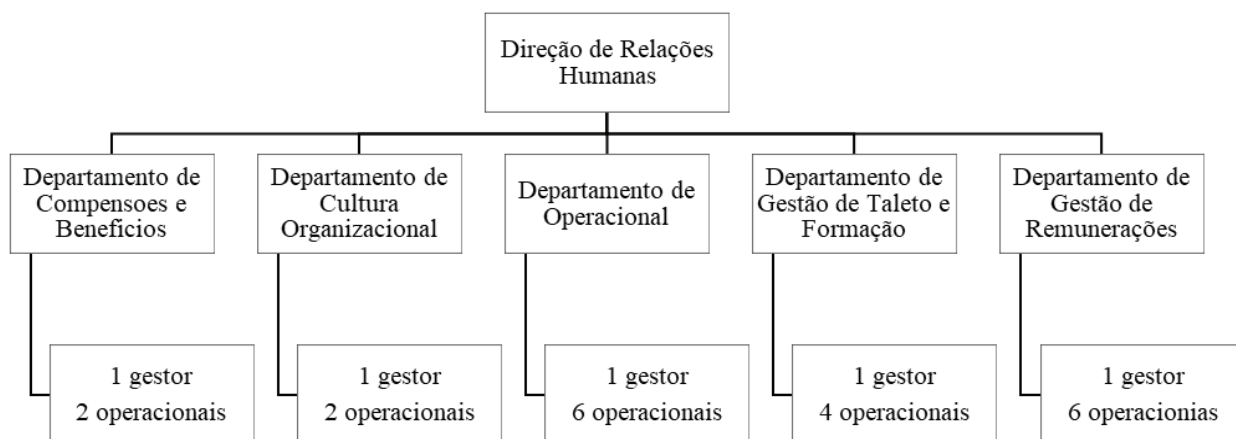 Direção de Relações
Humanas
Departamento de
Compensoes e
Beneficios
Departamento de
Cultura
Organizacional
Departamento de
Operacional
Departamento de
Gestão de Taleto e
Formação
Departamento de
Gestão de
Remunerações
1 gestor
2 operacionais
1 gestor
2 operacionais
1 gestor
6 operacionais
1 gestor
4 operacionais
1 gestor
6 operacionias